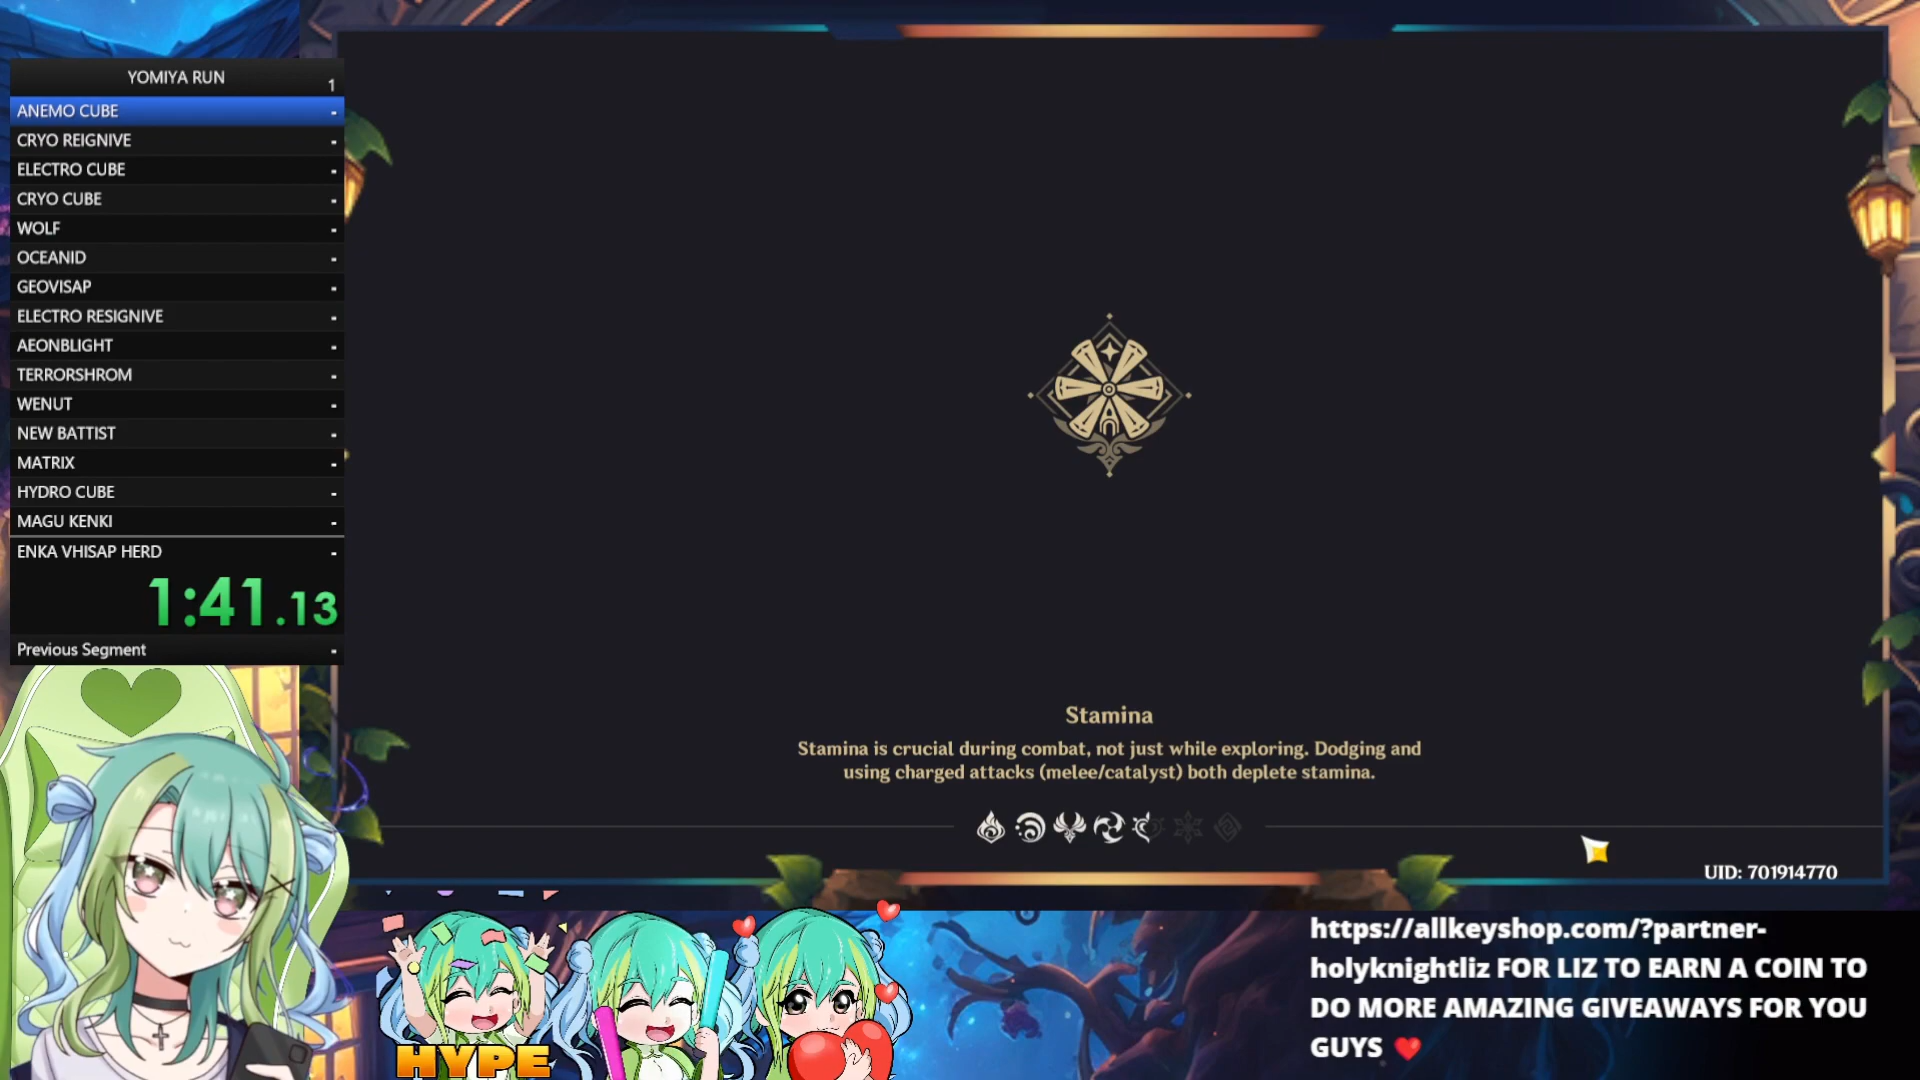 YOMIYA RUN
1
ANEMO CUBE -
CRYO REIGNIVE -
ELECTRO CUBE -
CRYO CUBE -
WOLF -
OCEANID -
GEOVISAP -
ELECTRO RESIGNIVE -
AEONBLIGHT -
TERRORSHROM -
WENUT -
NEW BATTIST -
MATRIX -
HYDRO CUBE -
MAGU KENKI -
ENKA VHISAP HERD -
1:41.13
Previous Segment -
Stamina
Stamina is crucial during combat, not just while exploring. Dodging and
using charged attacks (melee/catalyst) both deplete stamina.
UID: 701914770
HYPE
https://allkeyshop.com/?partner-
holyknightliz FOR LIZ TO EARN A COIN TO
DO MORE AMAZING GIVEAWAYS FOR YOU
GUYS ❤